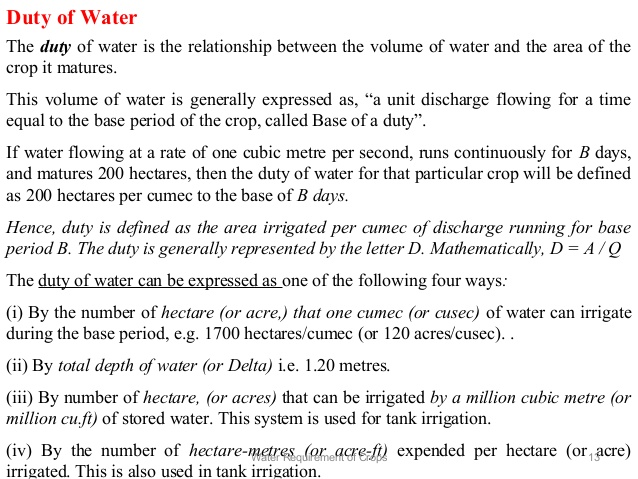 Duty of Water
The duty of water is the relationship between the volume of water and the area of the
crop it matures.
This volume of water is generally expressed as, “a unit discharge flowing for a time
equal to the base period of the crop, called Base of a duty”.
If water flowing at a rate of one cubic metre per second, runs continuously for B days,
and matures 200 hectares, then the duty of water for that particular crop will be defined
as 200 hectares per cumec to the base of B days.
Hence, duty is defined as the area irrigated per cumec of discharge running for base
period B. The duty is generally represented by the letter D. Mathematically, D = A / Q
The duty of water can be expressed as one of the following four ways:
(i) By the number of hectare (or acre,) that one cumec (or cusec) of water can irrigate
during the base period, e.g. 1700 hectares/cumec (or 120 acres/cusec). .
(ii) By total depth of water (or Delta) i.e. 1.20 metres.
(iii) By number of hectare, (or acres) that can be irrigated by a million cubic metre (or
million cu.ft) of stored water. This system is used for tank irrigation.
(iv) By the number of hectare-metres (or acre-ft) expended per hectare (or acre)
Water Requirement of Crops 13
irrigated. This is also used in tank irrigation.